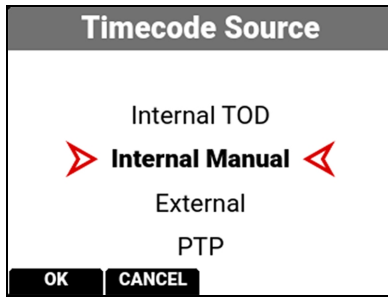 Timecode Source
Internal TOD
Internal Manual
External
PTP
OK CANCEL